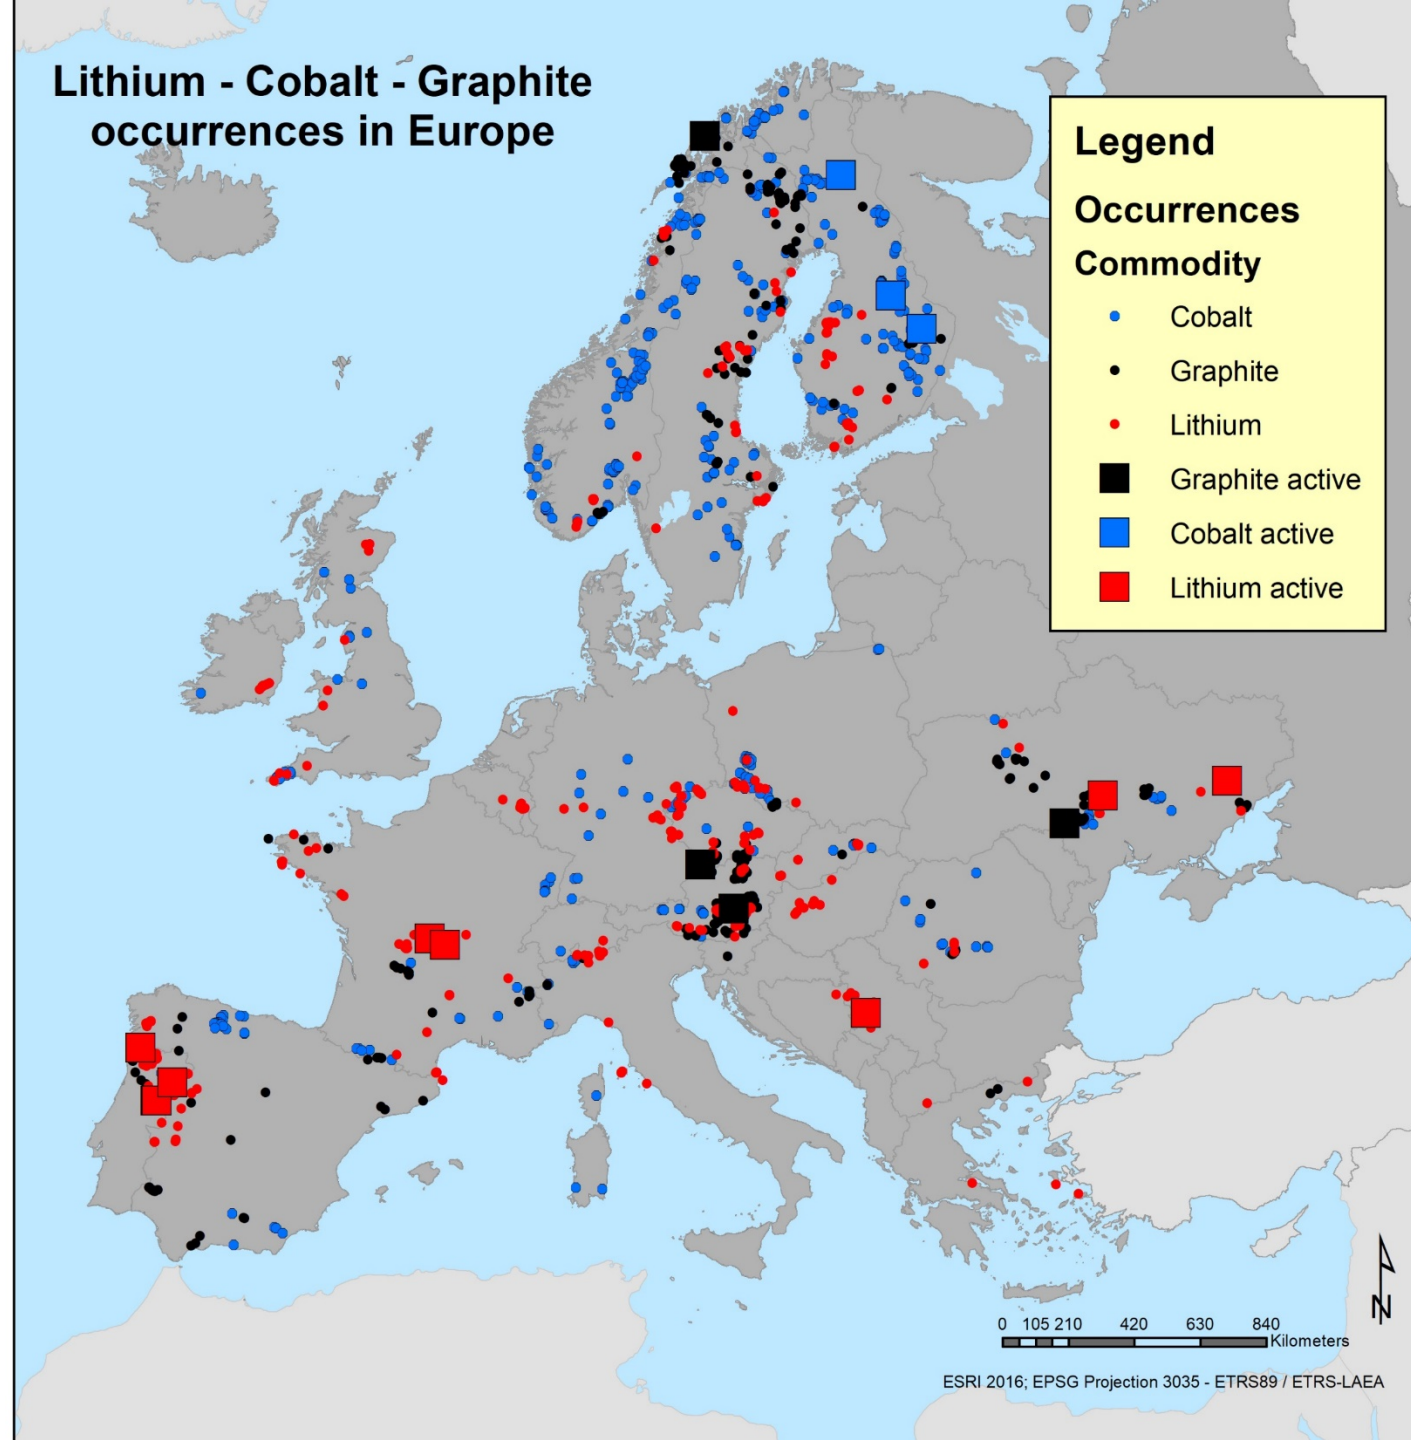 Lithium - Cobalt - Graphite
occurrences in Europe
Legend
Occurrences
Commodity
Cobalt
Graphite
Lithium
Graphite active
Cobalt active
Lithium active
N
0 105 210 420 630 840
Kilometers
ESRI 2016; EPSG Projection 3035 - ETRS89 / ETRS-LAEA